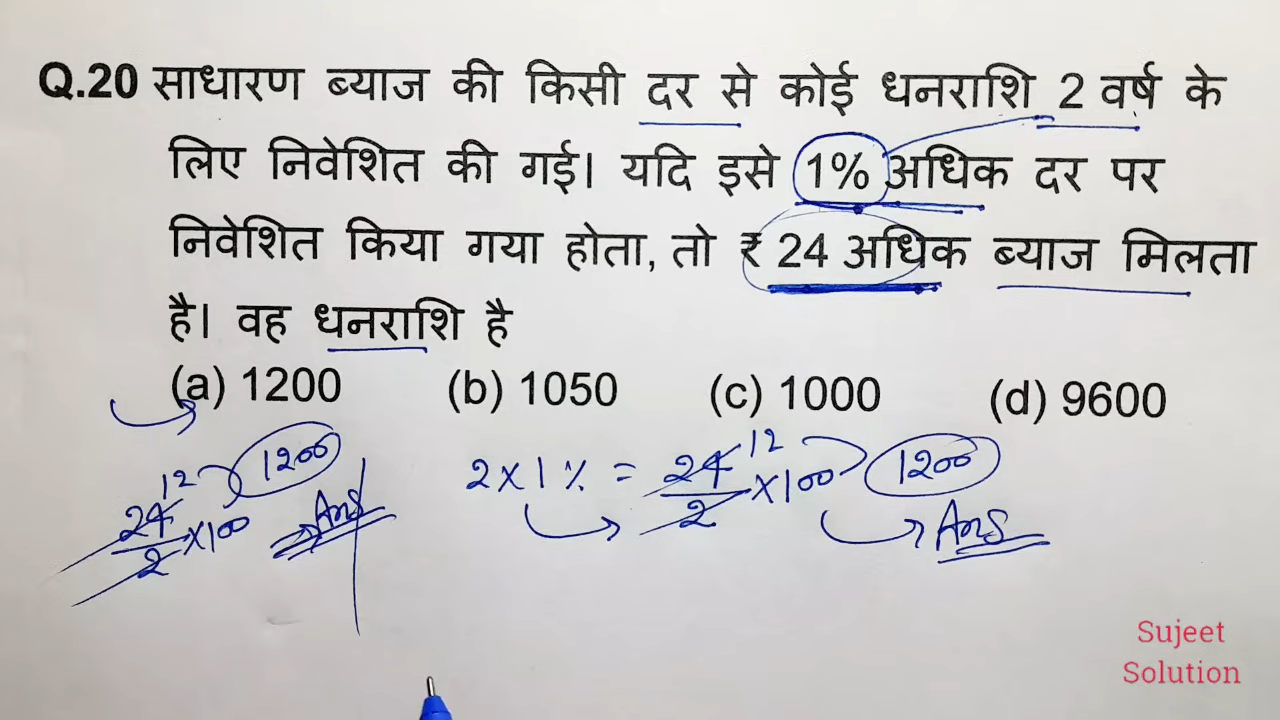 Q.20 साधारण ब्याज की किसी दर से कोई धनराशि 2 वर्ष के
लिए निवेशित की गई। यदि इसे 1% अधिक दर पर
निवेशित किया गया होता, तो ₹ 24 अधिक ब्याज मिलता
है। वह धनराशि है
(a) 1200 (b) 1050 (c) 1000 (d) 9600
12 1200
24/2 ×100 Ans
2 × 1 % = 24/2 ×100 12 1200
Ans
Sujeet
Solution